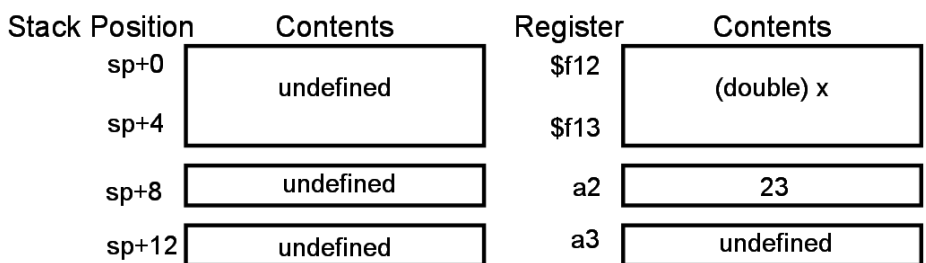 Stack Position Contents Register Contents
sp+0 $f12
undefined (double) x
sp+4 $f13
sp+8 undefined a2 23
sp+12 undefined a3 undefined